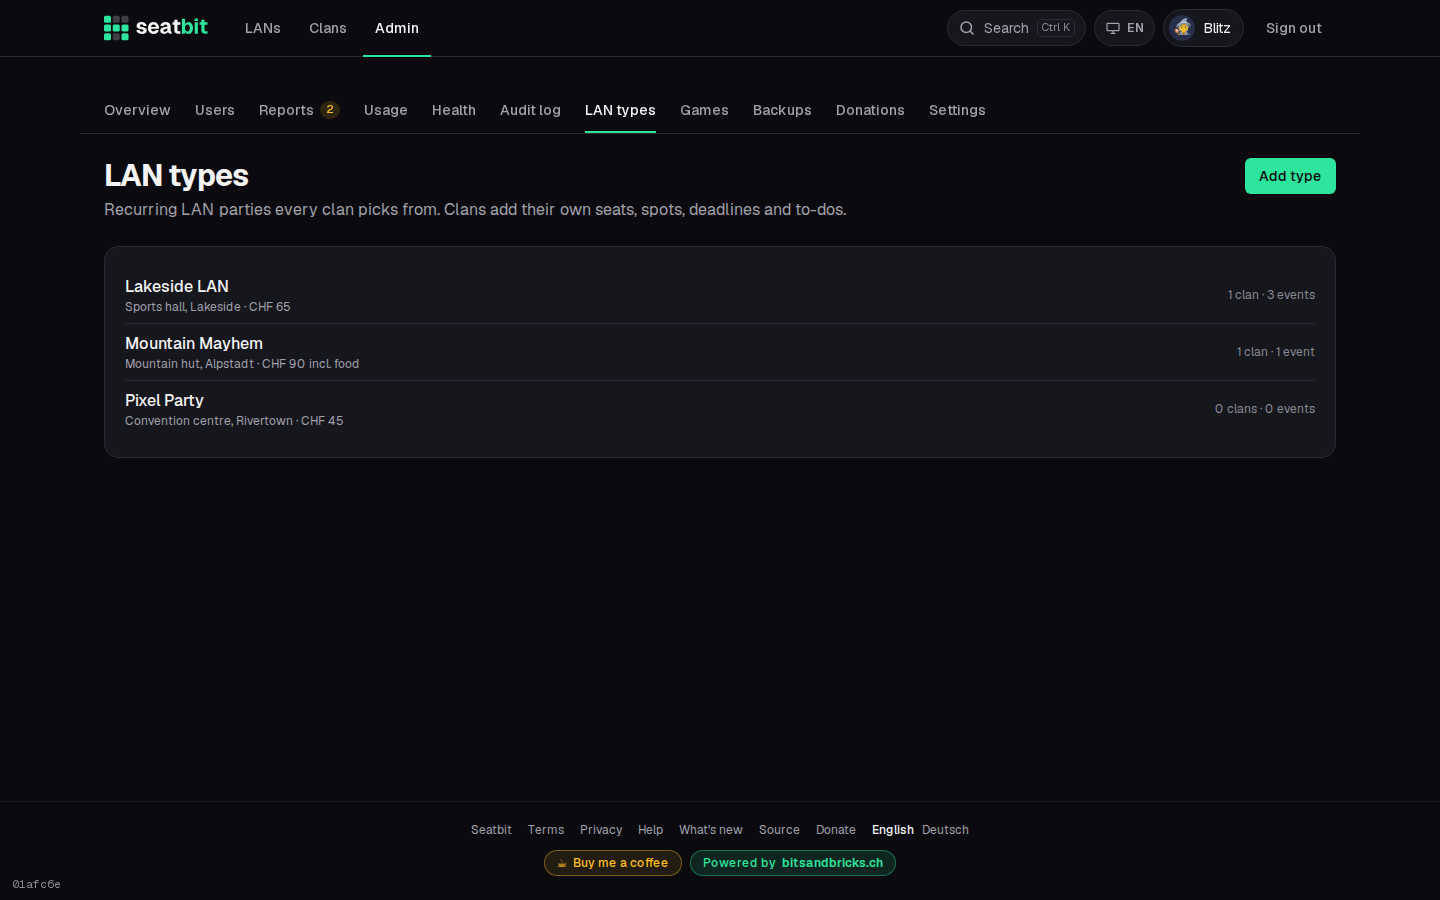 seatbit LANs Clans Admin Search Ctrl K EN Blitz Sign out
Overview Users Reports 2 Usage Health Audit log LAN types Games Backups Donations Settings
LAN types
Add type
Recurring LAN parties every clan picks from. Clans add their own seats, spots, deadlines and to-dos.
Lakeside LAN
Sports hall, Lakeside · CHF 65
1 clan · 3 events
Mountain Mayhem
Mountain hut, Alpstadt · CHF 90 incl. food
1 clan · 1 event
Pixel Party
Convention centre, Rivertown · CHF 45
0 clans · 0 events
Seatbit Terms Privacy Help What's new Source Donate English Deutsch
Buy me a coffee Powered by bitsandbricks.ch
01afc6e